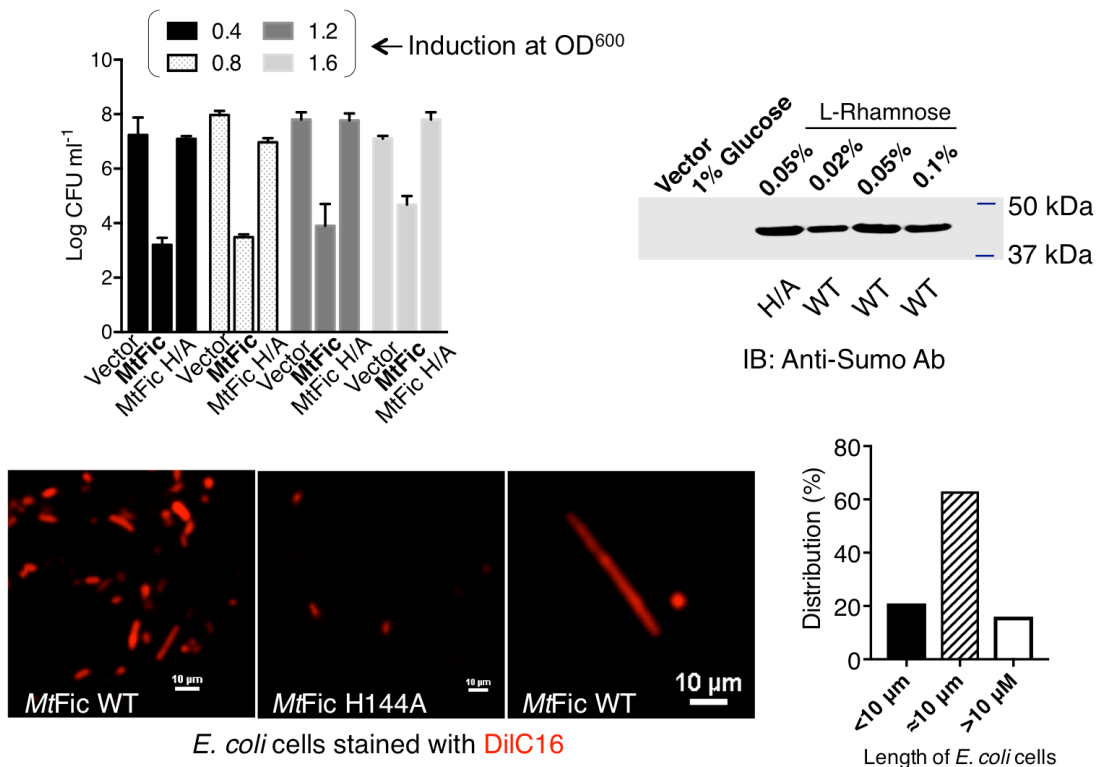 0.4
1.2
0.8
1.6
Induction at OD600
Log CFU ml-1
10
8
6
4
2
0
Vector
MtFic
MtFic H/A
Vector
MtFic
MtFic H/A
Vector
MtFic
MtFic H/A
Vector
MtFic
MtFic H/A
L-Rhamnose
Vector
1% Glucose
0.05%
0.02%
0.05%
0.1%
50 kDa
37 kDa
H/A
WT
WT
WT
IB: Anti-Sumo Ab
10 µm
MtFic WT
10 µm
MtFic H144A
10 µm
MtFic WT
E. coli cells stained with DilC16
Distribution (%)
80
60
40
20
0
<10 µm
≈10 µm
>10 µM
Length of E. coli cells